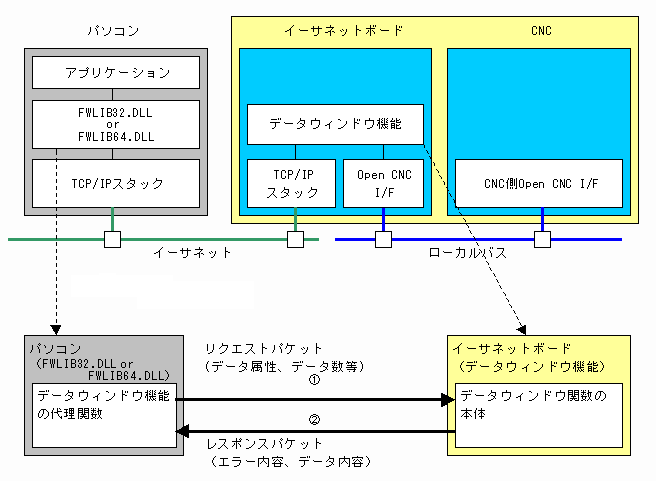 パソコン
イーサネットボード
CNC
アプリケーション
FWLIB32.DLL
or
FWLIB64.DLL
データウィンドウ機能
TCP/IPスタック
TCP/IP
スタック
Open CNC
I/F
CNC側Open CNC I/F
イーサネット
ローカルバス
パソコン
(FWLIB32.DLL or
FWLIB64.DLL)
データウィンドウ機能
の代理関数
リクエストパケット
(データ属性、データ数等)
①
②
レスポンスパケット
(エラー内容、データ内容)
イーサネットボード
(データウィンドウ機能)
データウィンドウ関数の
本体